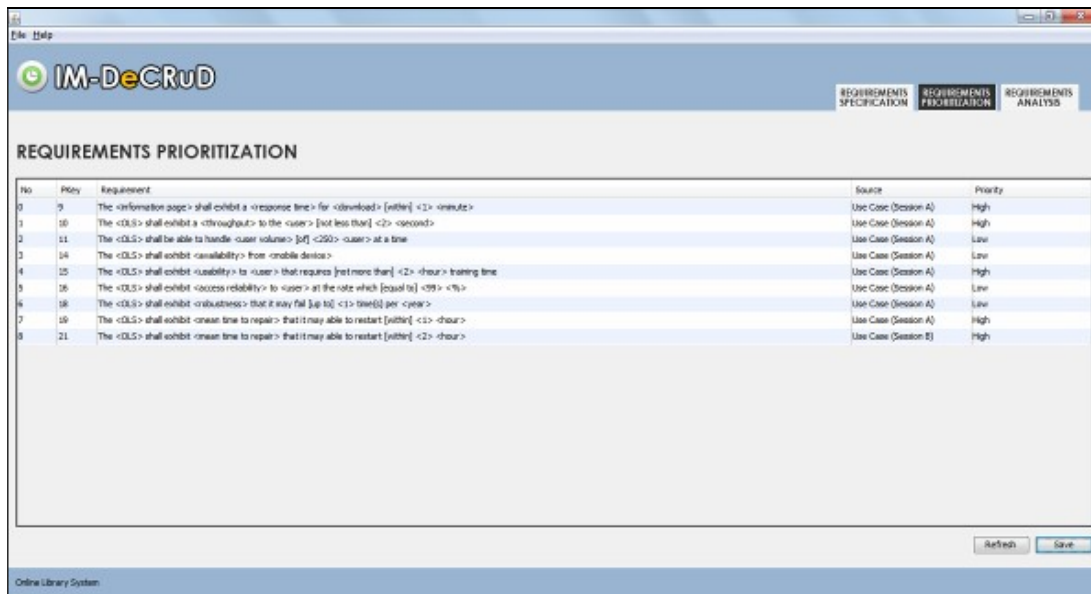 File Help
IM-DeCRuD
REQUIREMENTS SPECIFICATION REQUIREMENTS PRIORITIZATION REQUIREMENTS ANALYSIS
REQUIREMENTS PRIORITIZATION
No PKey Requirement Source Priority
0 9 The <information page> shall exhibit a <response time> for <download> [within] <1> <minute> Use Case (Session A) High
1 10 The <OLS> shall exhibit a <throughput> to the <user> [not less than] <2> <second> Use Case (Session A) High
2 11 The <OLS> shall be able to handle <user volume> [of] <250> <user> at a time Use Case (Session A) Low
3 14 The <OLS> shall exhibit <availability> from <mobile device> Use Case (Session A) Low
4 15 The <OLS> shall exhibit <usability> to <user> that requires [not more than] <2> <hour> training time Use Case (Session A) High
5 16 The <OLS> shall exhibit <access reliability> to <user> at the rate which [equal to] <99> <%> Use Case (Session A) Low
6 18 The <OLS> shall exhibit <robustness> that it may fail [up to] <1> time(s) per <year> Use Case (Session A) Low
7 19 The <OLS> shall exhibit <mean time to repair> that it may able to restart [within] <1> <hour> Use Case (Session A) High
8 21 The <OLS> shall exhibit <mean time to repair> that it may able to restart [within] <2> <hour> Use Case (Session B) High
Refresh Save
Online Library System